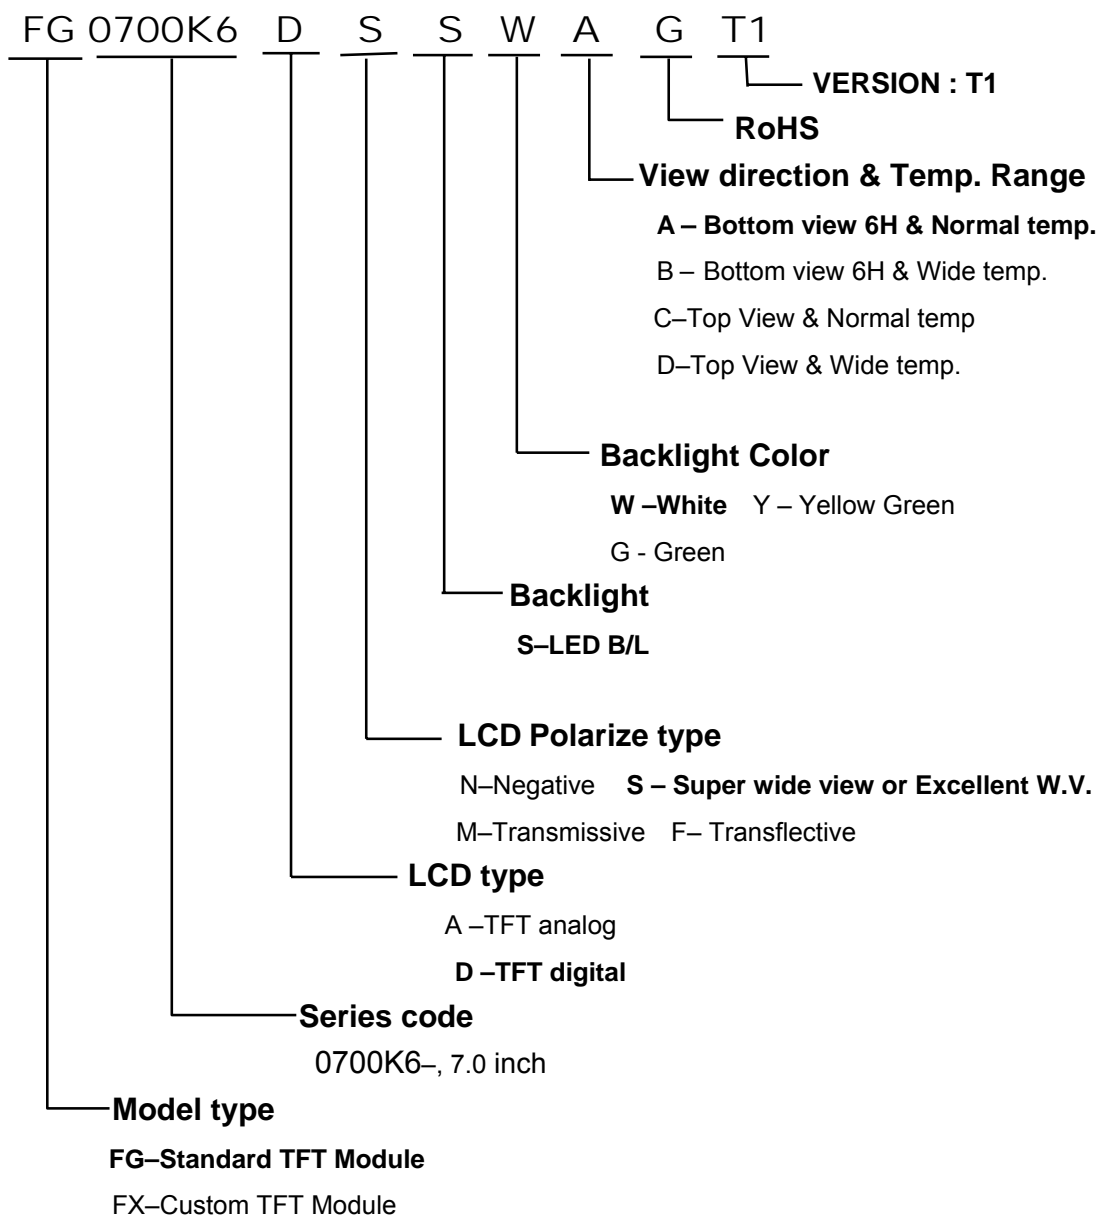 FG 0700K6 D S S W A G T1
VERSION : T1
RoHS
View direction & Temp. Range
A – Bottom view 6H & Normal temp.
B – Bottom view 6H & Wide temp.
C–Top View & Normal temp
D–Top View & Wide temp.
Backlight Color
W –White Y – Yellow Green
G - Green
Backlight
S–LED B/L
LCD Polarize type
N–Negative S – Super wide view or Excellent W.V.
M–Transmissive F– Transflective
LCD type
A –TFT analog
D –TFT digital
Series code
0700K6–, 7.0 inch
Model type
FG–Standard TFT Module
FX–Custom TFT Module